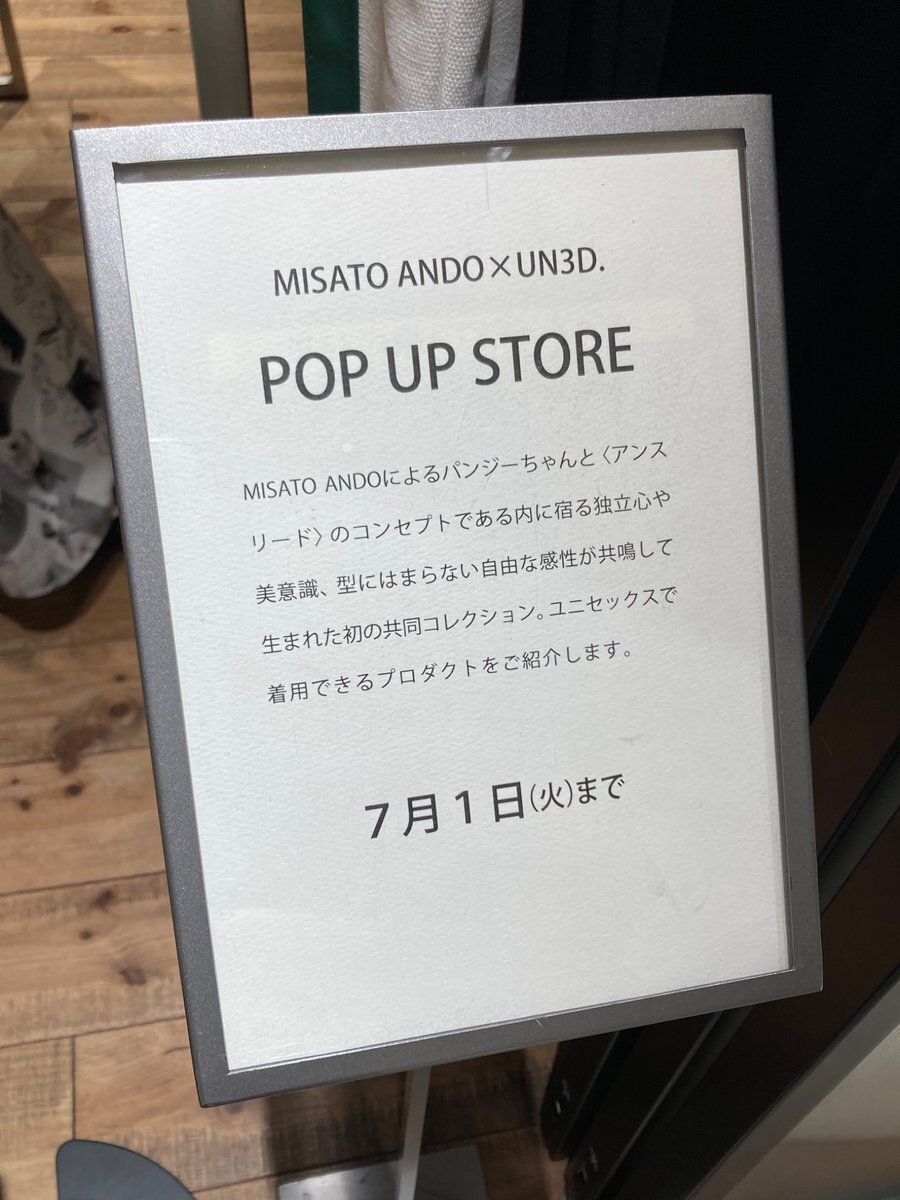 MISATO ANDO×UN3D.
POP UP STORE
MISATO ANDOによるパンジーちゃんと〈アンス
リード〉のコンセプトである内に宿る独立心や
美意識、型にはまらない自由な感性が共鳴して
生まれた初の共同コレクション。ユニセックスで
着用できるプロダクトをご紹介します。
7月1日(火)まで